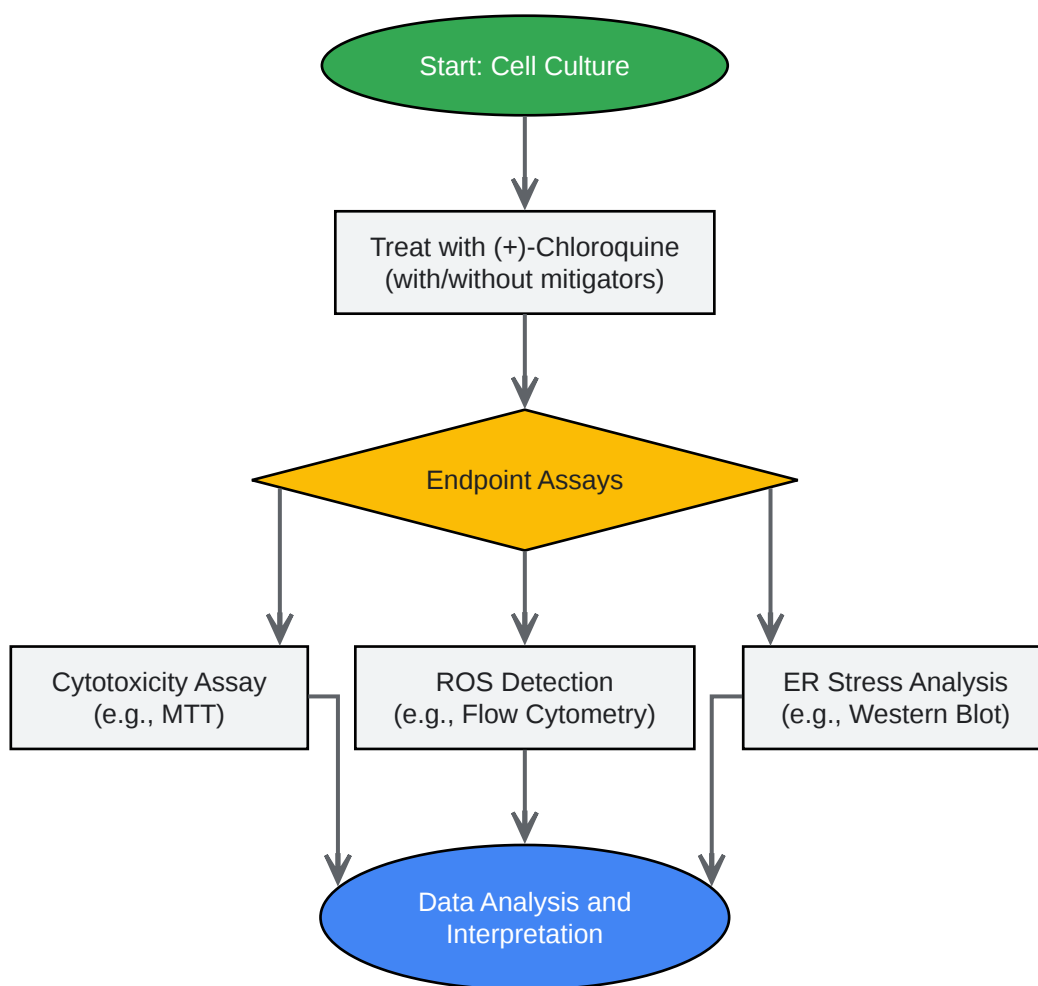 Start: Cell Culture
Treat with (+)-Chloroquine
(with/without mitigators)
Endpoint Assays
Cytotoxicity Assay
(e.g., MTT)
ROS Detection
(e.g., Flow Cytometry)
ER Stress Analysis
(e.g., Western Blot)
Data Analysis and
Interpretation